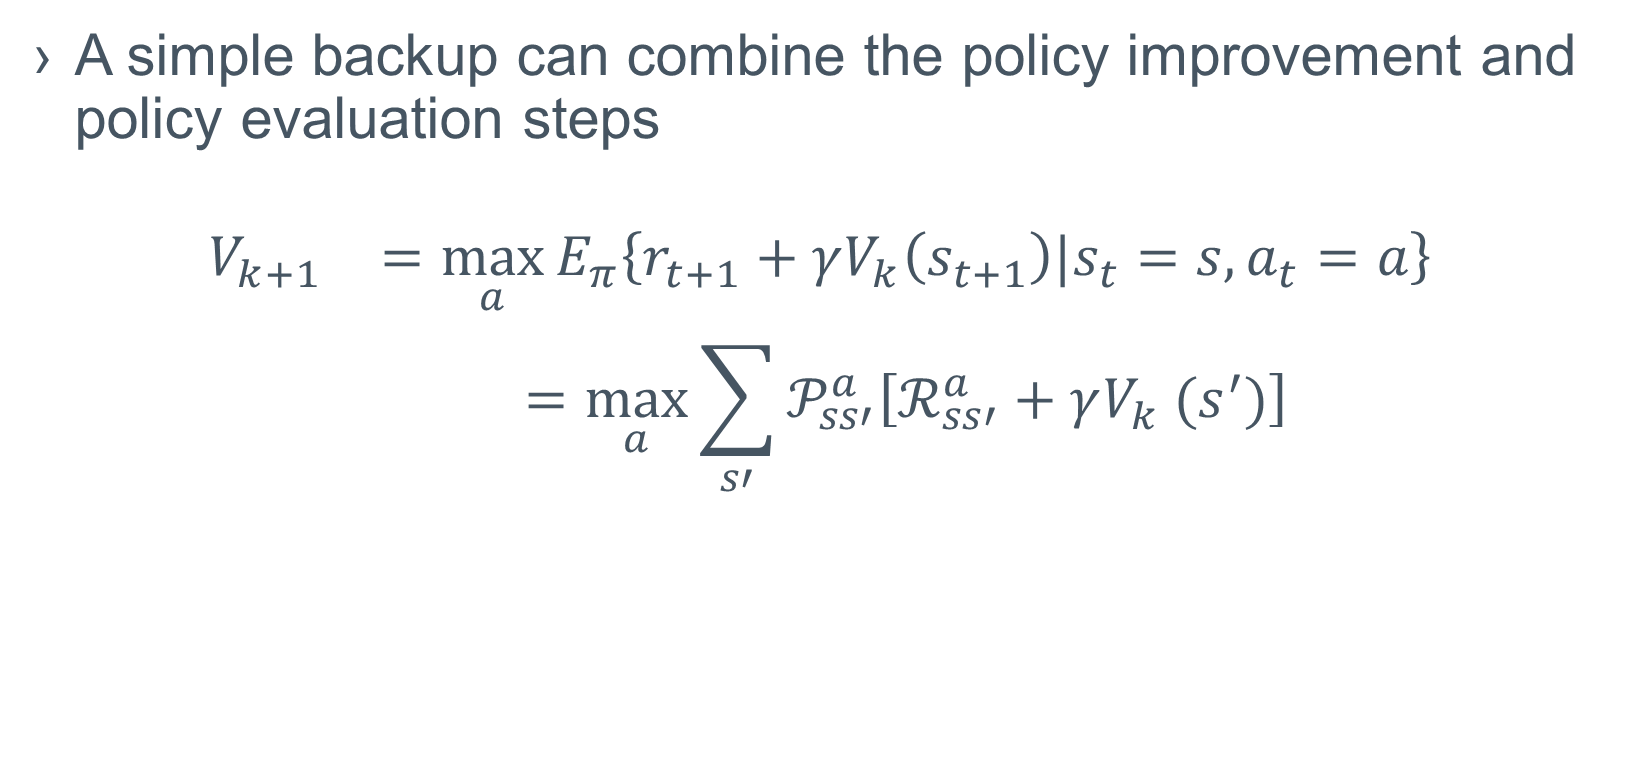 › A simple backup can combine the policy improvement and
policy evaluation steps
V_{k+1} = max_a E_π{r_{t+1} + γV_k(s_{t+1})|s_t = s, a_t = a}
= max_a ∑_{s′} 𝒫^a_{ss′}[ℛ^a_{ss′} + γV_k (s′)]